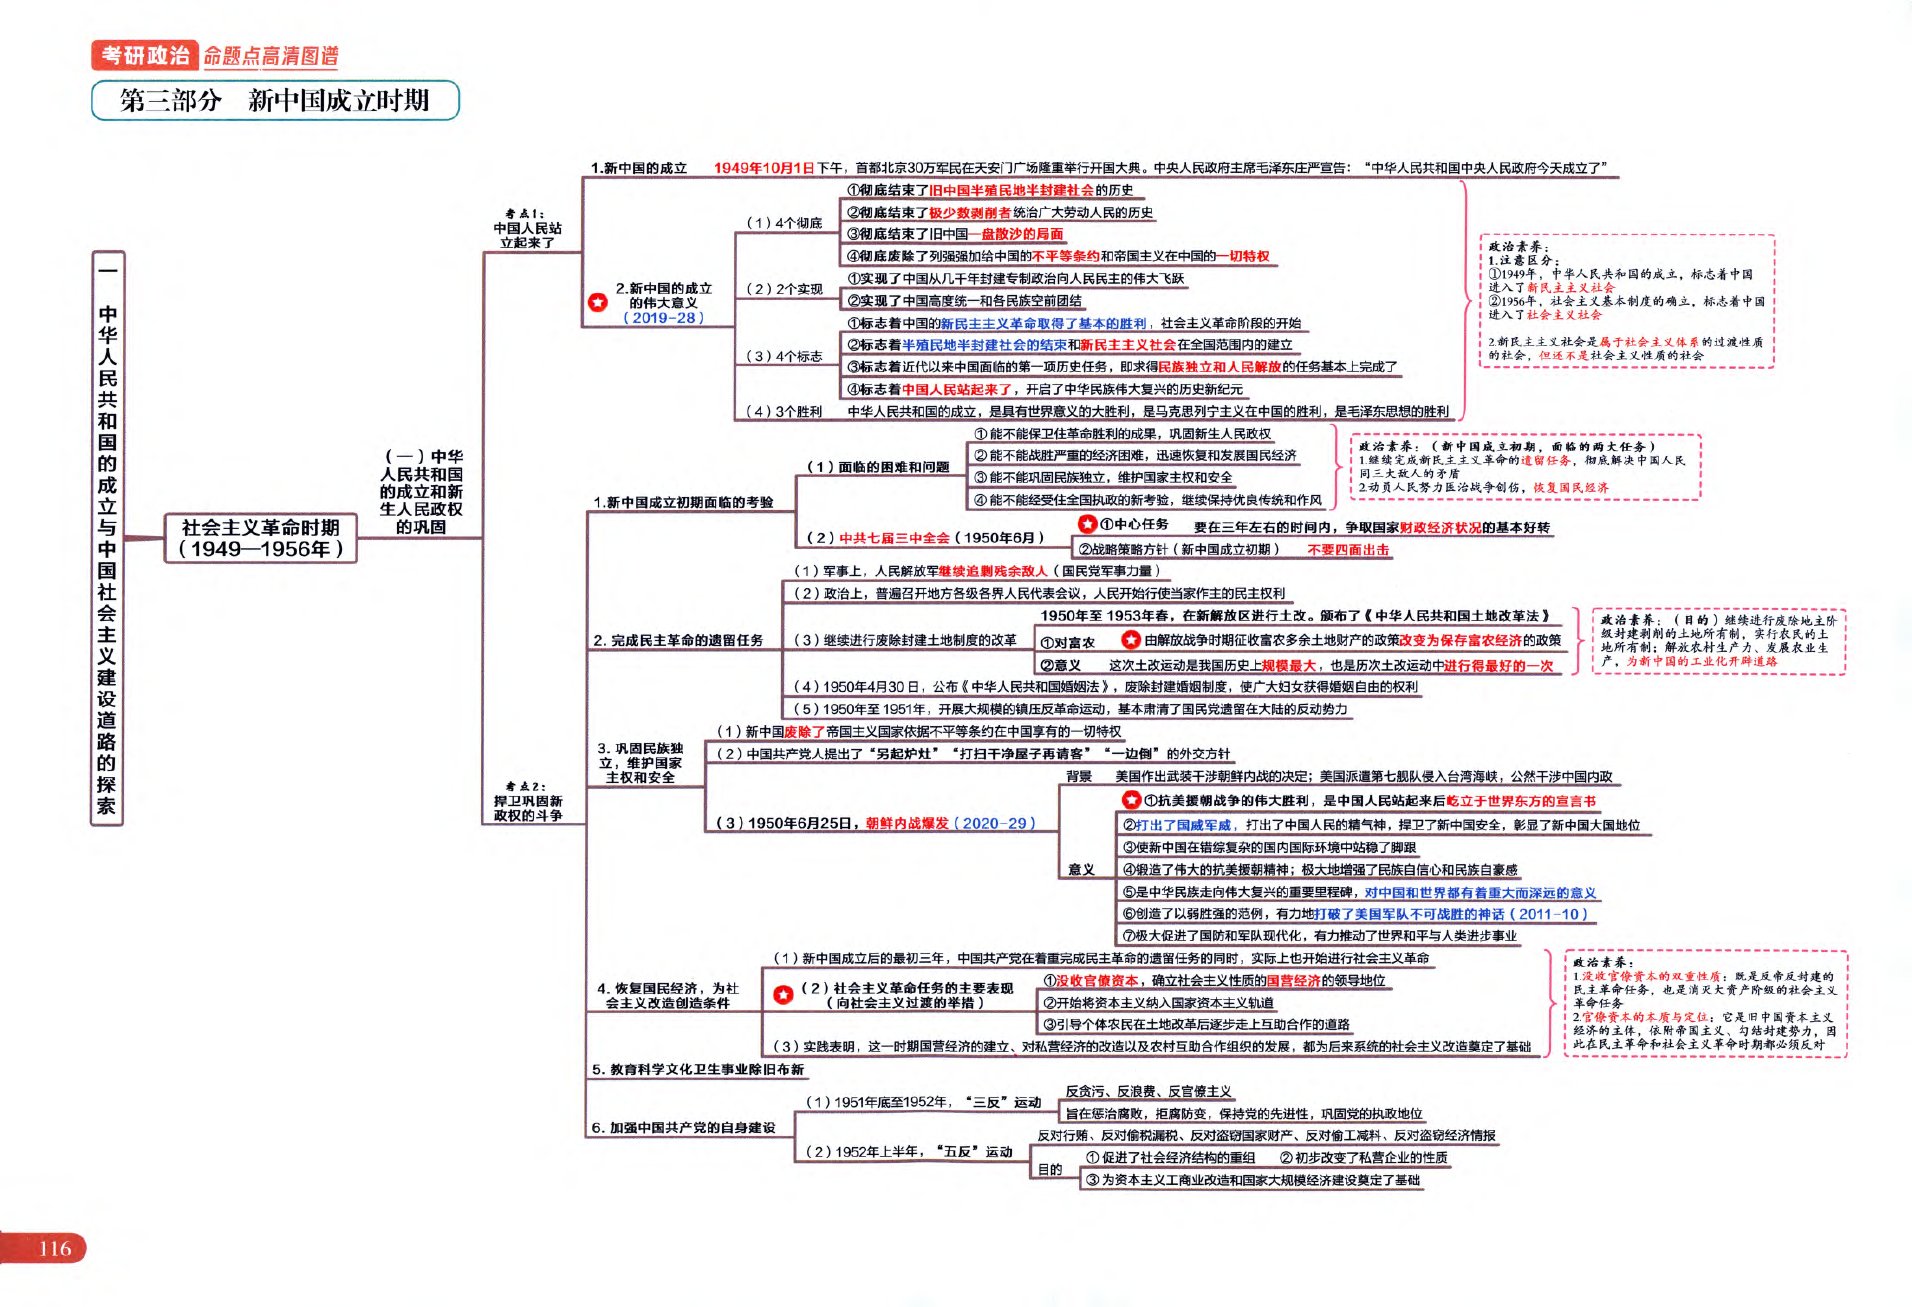 考研政治 命题点高清图谱
第三部分 新中国成立时期
一 中华人民共和国的成立与中国社会主义建设道路的探索
社会主义革命时期
（1949—1956年）
（一）中华
人民共和国
的成立和新
生人民政权
的巩固
考点1：
中国人民站
立起来了
1.新中国的成立 1949年10月1日下午，首都北京30万军民在天安门广场隆重举行开国大典。中央人民政府主席毛泽东庄严宣告：“中华人民共和国中央人民政府今天成立了”
2.新中国的成立
的伟大意义
（2019-28）
（1）4个彻底
①彻底结束了旧中国半殖民地半封建社会的历史
②彻底结束了极少数剥削者统治广大劳动人民的历史
③彻底结束了旧中国一盘散沙的局面
④彻底废除了列强强加给中国的不平等条约和帝国主义在中国的一切特权
（2）2个实现
①实现了中国从几千年封建专制政治向人民民主的伟大飞跃
②实现了中国高度统一和各民族空前团结
（3）4个标志
①标志着中国的新民主主义革命取得了基本的胜利，社会主义革命阶段的开始
②标志着半殖民地半封建社会的结束和新民主主义社会在全国范围内的建立
③标志着近代以来中国面临的第一项历史任务，即求得民族独立和人民解放的任务基本上完成了
④标志着中国人民站起来了，开启了中华民族伟大复兴的历史新纪元
（4）3个胜利 中华人民共和国的成立，是具有世界意义的大胜利，是马克思列宁主义在中国的胜利，是毛泽东思想的胜利
政治素养：
1.注意区分：
①1949年，中华人民共和国的成立，标志着中国
进入了新民主主义社会
②1956年，社会主义基本制度的确立，标志着中国
进入了社会主义社会
2.新民主主义社会是属于社会主义体系的过渡性质
的社会，但还不是社会主义性质的社会
考点2：
捍卫巩固新
政权的斗争
1.新中国成立初期面临的考验
（1）面临的困难和问题
①能不能保卫住革命胜利的成果，巩固新生人民政权
②能不能战胜严重的经济困难，迅速恢复和发展国民经济
③能不能巩固民族独立，维护国家主权和安全
④能不能经受住全国执政的新考验，继续保持优良传统和作风
（2）中共七届三中全会（1950年6月）
①中心任务 要在三年左右的时间内，争取国家财政经济状况的基本好转
②战略策略方针（新中国成立初期） 不要四面出击
政治素养：（新中国成立初期，面临的两大任务）
1.继续完成新民主主义革命的遗留任务，彻底解决中国人民
同三大敌人的矛盾
2.动员人民努力医治战争创伤，恢复国民经济
2. 完成民主革命的遗留任务
（1）军事上，人民解放军继续追剿残余敌人（国民党军事力量）
（2）政治上，普遍召开地方各级各界人民代表会议，人民开始行使当家作主的民主权利
（3）继续进行废除封建土地制度的改革
1950年至 1953年春，在新解放区进行土改。颁布了《中华人民共和国土地改革法》
①对富农 由解放战争时期征收富农多余土地财产的政策改变为保存富农经济的政策
②意义 这次土改运动是我国历史上规模最大，也是历次土改运动中进行得最好的一次
（4）1950年4月30日，公布《中华人民共和国婚姻法》，废除封建婚姻制度，使广大妇女获得婚姻自由的权利
（5）1950年至 1951年，开展大规模的镇压反革命运动，基本肃清了国民党遗留在大陆的反动势力
政治素养：（目的）继续进行废除地主阶
级封建剥削的土地所有制，实行农民的土
地所有制；解放农村生产力、发展农业生
产，为新中国的工业化开辟道路
3. 巩固民族独
立，维护国家
主权和安全
（1）新中国废除了帝国主义国家依据不平等条约在中国享有的一切特权
（2）中国共产党人提出了“另起炉灶”“打扫干净屋子再请客”“一边倒”的外交方针
（3）1950年6月25日，朝鲜内战爆发（2020-29）
背景 美国作出武装干涉朝鲜内战的决定；美国派遣第七舰队侵入台湾海峡，公然干涉中国内政
意义
①抗美援朝战争的伟大胜利，是中国人民站起来后屹立于世界东方的宣言书
②打出了国威军威，打出了中国人民的精气神，捍卫了新中国安全，彰显了新中国大国地位
③使新中国在错综复杂的国内国际环境中站稳了脚跟
④锻造了伟大的抗美援朝精神；极大地增强了民族自信心和民族自豪感
⑤是中华民族走向伟大复兴的重要里程碑，对中国和世界都有着重大而深远的意义
⑥创造了以弱胜强的范例，有力地打破了美国军队不可战胜的神话（2011-10）
⑦极大促进了国防和军队现代化，有力推动了世界和平与人类进步事业
4. 恢复国民经济，为社
会主义改造创造条件
（1）新中国成立后的最初三年，中国共产党在着重完成民主革命的遗留任务的同时，实际上也开始进行社会主义革命
（2）社会主义革命任务的主要表现
（向社会主义过渡的举措）
①没收官僚资本，确立社会主义性质的国营经济的领导地位
②开始将资本主义纳入国家资本主义轨道
③引导个体农民在土地改革后逐步走上互助合作的道路
（3）实践表明，这一时期国营经济的建立、对私营经济的改造以及农村互助合作组织的发展，都为后来系统的社会主义改造奠定了基础
政治素养：
1.没收官僚资本的双重性质：既是反帝反封建的
民主革命任务，也是消灭大资产阶级的社会主义
革命任务
2.官僚资本的本质与定位：它是旧中国资本主义
经济的主体，依附帝国主义、勾结封建势力，因
此在民主革命和社会主义革命时期都必须反对
5. 教育科学文化卫生事业除旧布新
6. 加强中国共产党的自身建设
（1）1951年底至1952年，“三反”运动
反贪污、反浪费、反官僚主义
旨在惩治腐败，拒腐防变，保持党的先进性，巩固党的执政地位
（2）1952年上半年，“五反”运动
反对行贿、反对偷税漏税、反对盗窃国家财产、反对偷工减料、反对盗窃经济情报
目的
①促进了社会经济结构的重组 ②初步改变了私营企业的性质
③为资本主义工商业改造和国家大规模经济建设奠定了基础
116